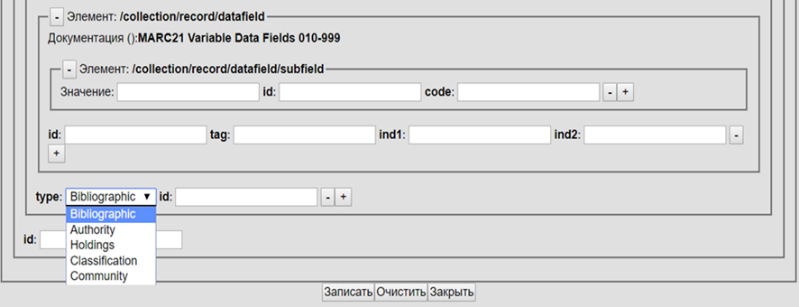 - Элемент: /collection/record/datafield
Документация ():MARC21 Variable Data Fields 010-999
- Элемент: /collection/record/datafield/subfield
Значение: id: code: - +
id: tag: ind1: ind2: -
+
type: Bibliographic ▼ id: - +
Bibliographic
Authority
id:
Holdings
Classification
Community
Записать Очистить Закрыть